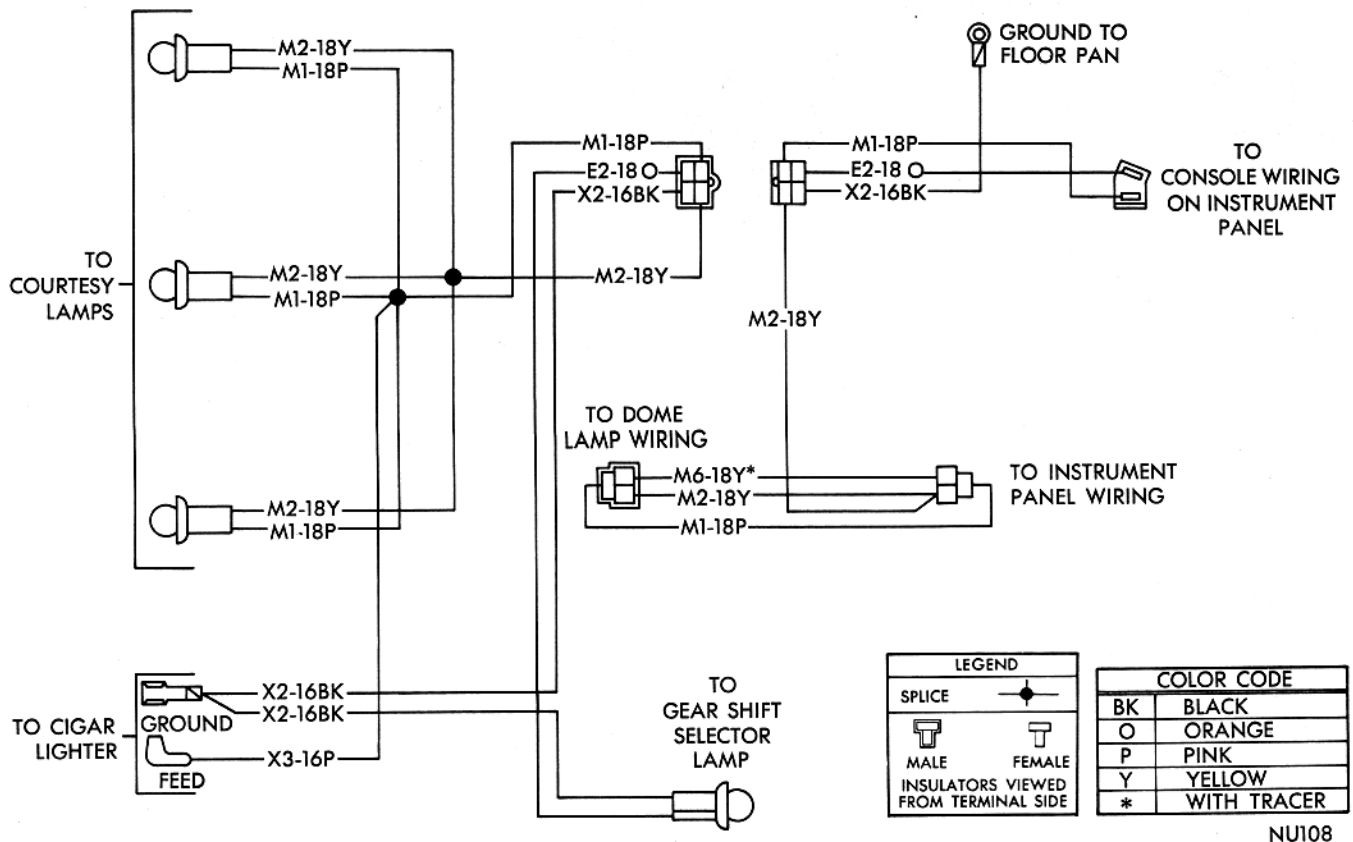 M2-18Y
M1-18P
GROUND TO
FLOOR PAN
M1-18P
E2-18 O
X2-16BK
M1-18P
E2-18 O
X2-16BK
TO
CONSOLE WIRING
ON INSTRUMENT
PANEL
TO
COURTESY
LAMPS
M2-18Y
M1-18P
M2-18Y
M2-18Y
TO DOME
LAMP WIRING
M6-18Y*
M2-18Y
M1-18P
TO INSTRUMENT
PANEL WIRING
M2-18Y
M1-18P
TO CIGAR
LIGHTER
GROUND
FEED
X2-16BK
X2-16BK
X3-16P
TO
GEAR SHIFT
SELECTOR
LAMP
LEGEND
SPLICE
MALE FEMALE
INSULATORS VIEWED
FROM TERMINAL SIDE
COLOR CODE
BK BLACK
O ORANGE
P PINK
Y YELLOW
* WITH TRACER
NU108